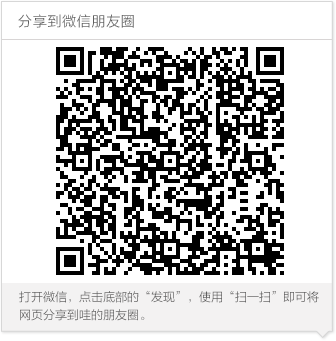 分享到微信朋友圈
打开微信，点击底部的“发现”，使用“扫一扫”即可将
网页分享到哇的朋友圈。